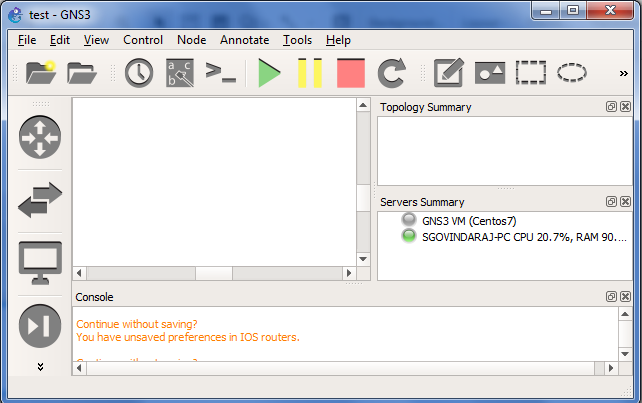 test - GNS3
File Edit View Control Node Annotate Tools Help
a b
c
>_
»
Topology Summary
Servers Summary
GNS3 VM (Centos7)
SGOVINDARAJ-PC CPU 20.7%, RAM 90....
Console
Continue without saving?
You have unsaved preferences in IOS routers.